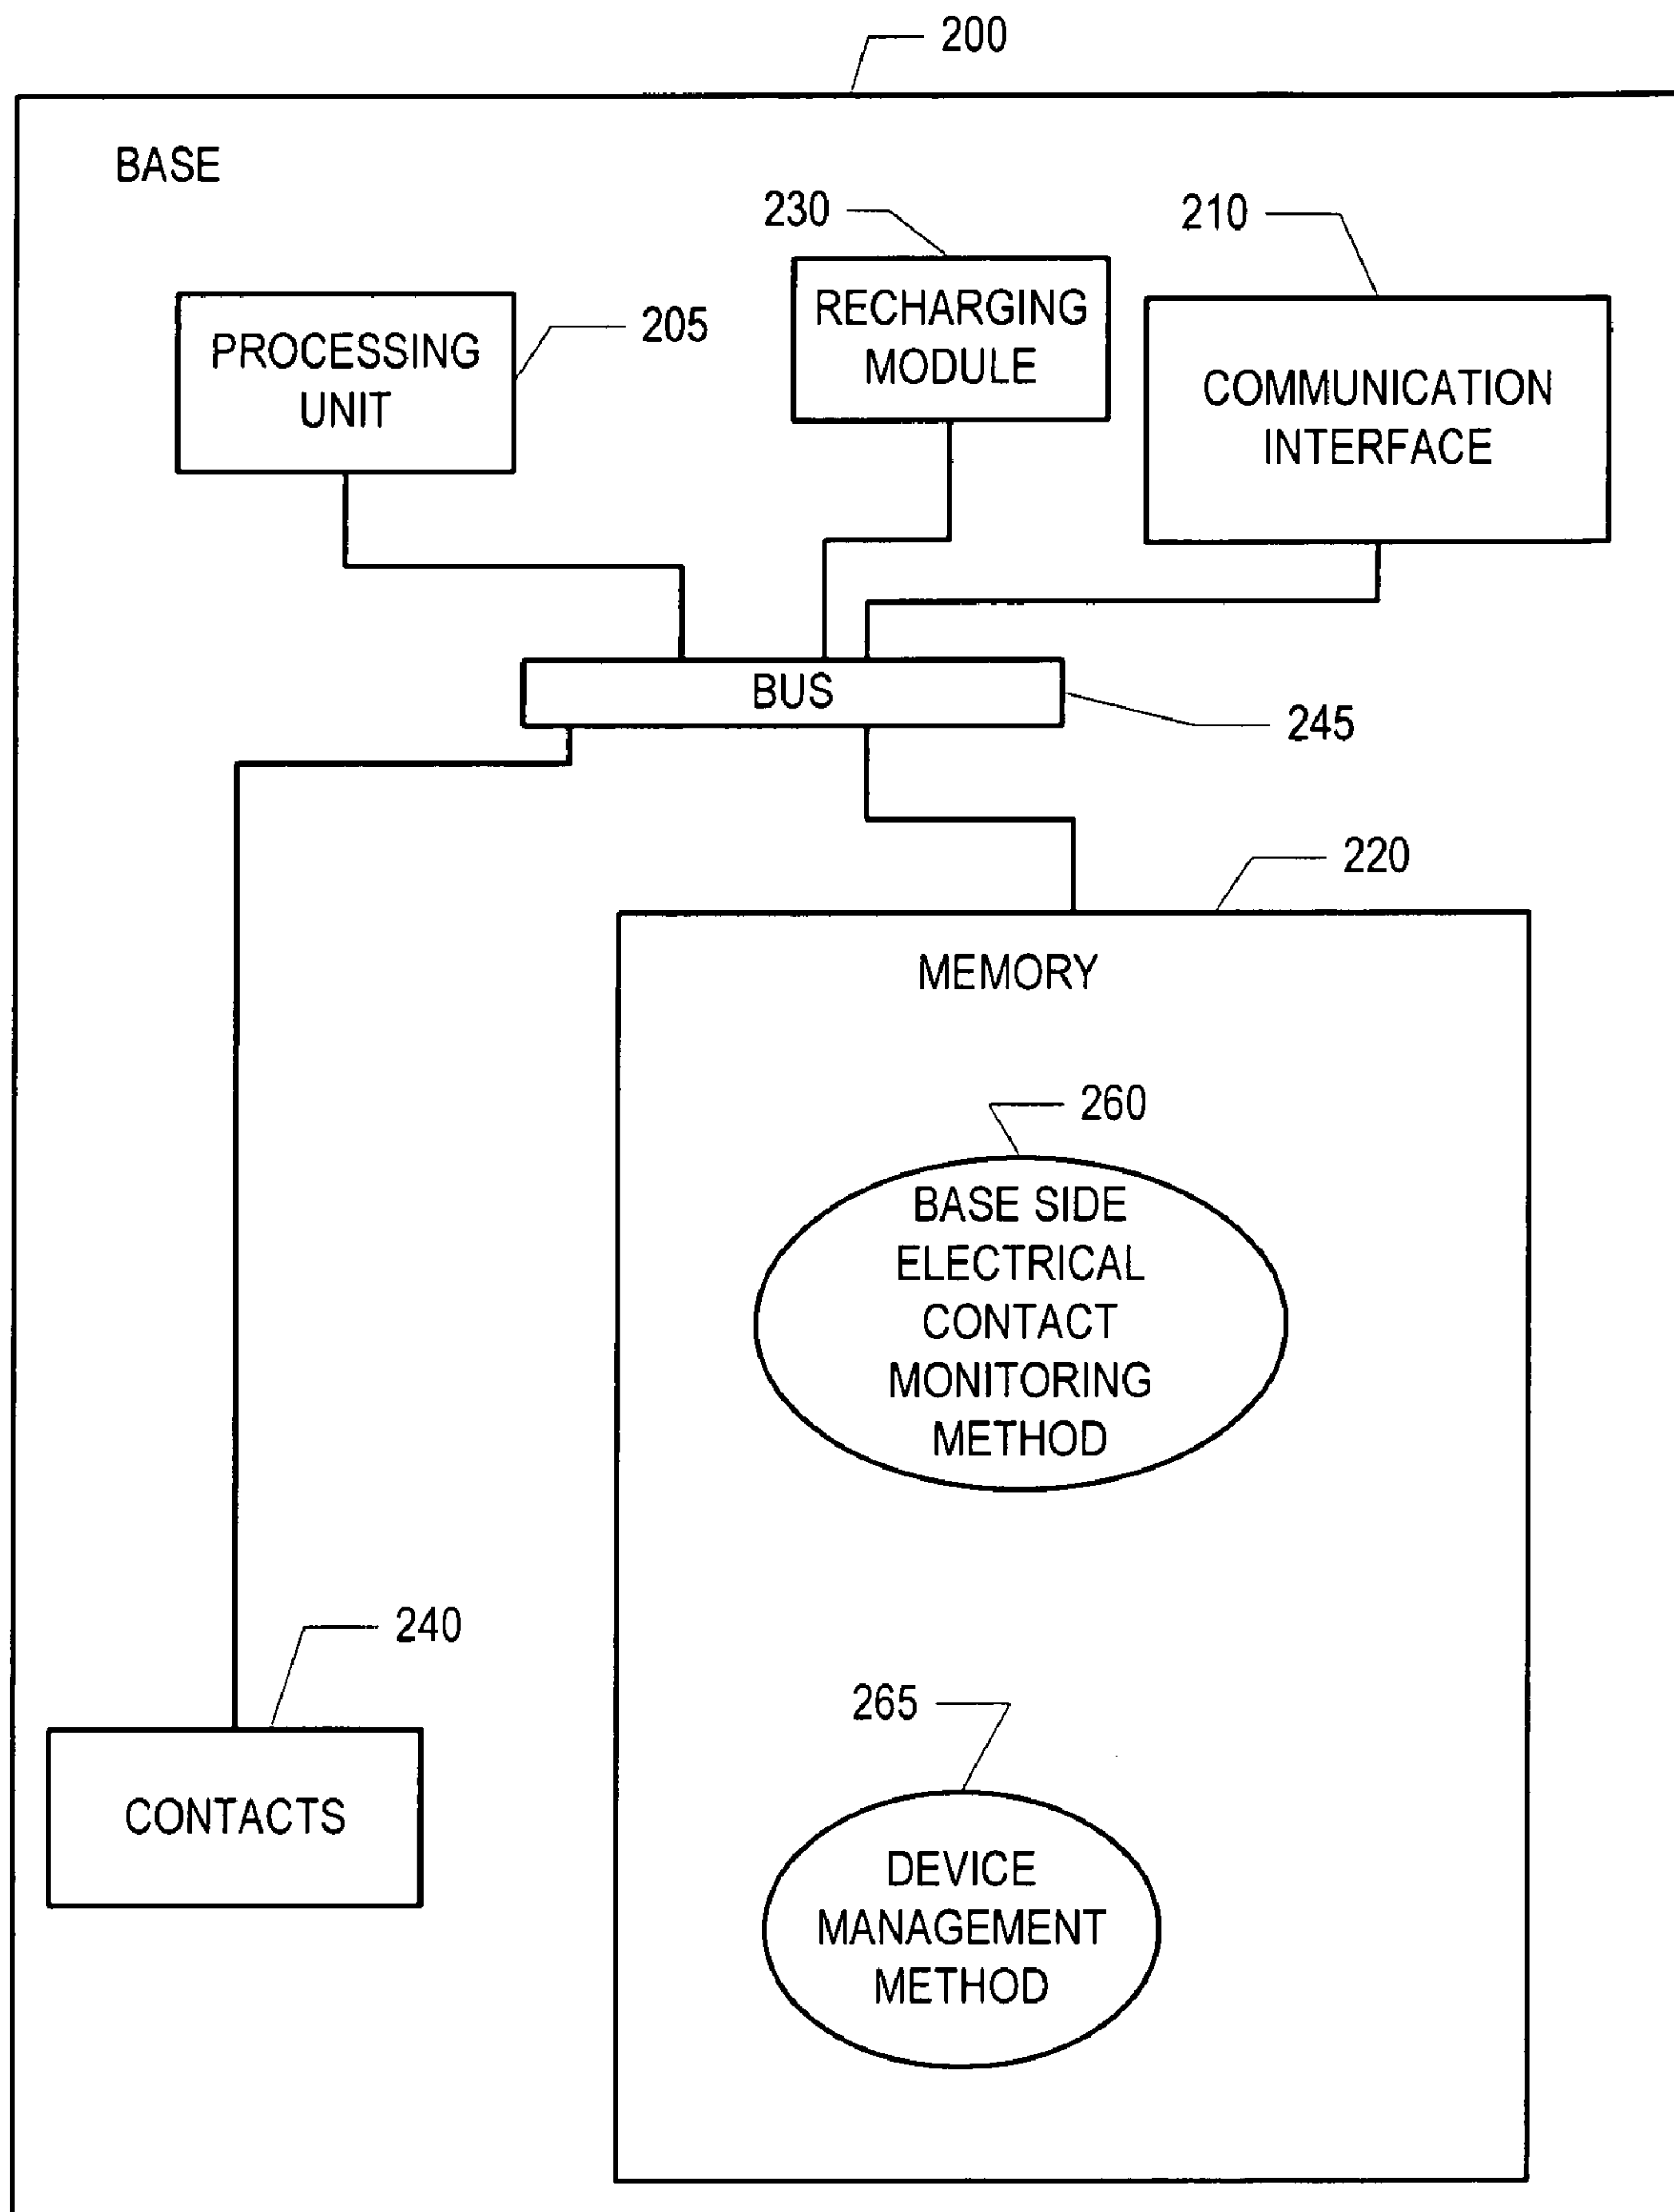 200
BASE
230
210
RECHARGING
MODULE
205
PROCESSING
UNIT
COMMUNICATION
INTERFACE
BUS
245
220
MEMORY
260
BASE SIDE
ELECTRICAL
CONTACT
MONITORING
METHOD
240
CONTACTS
265
DEVICE
MANAGEMENT
METHOD